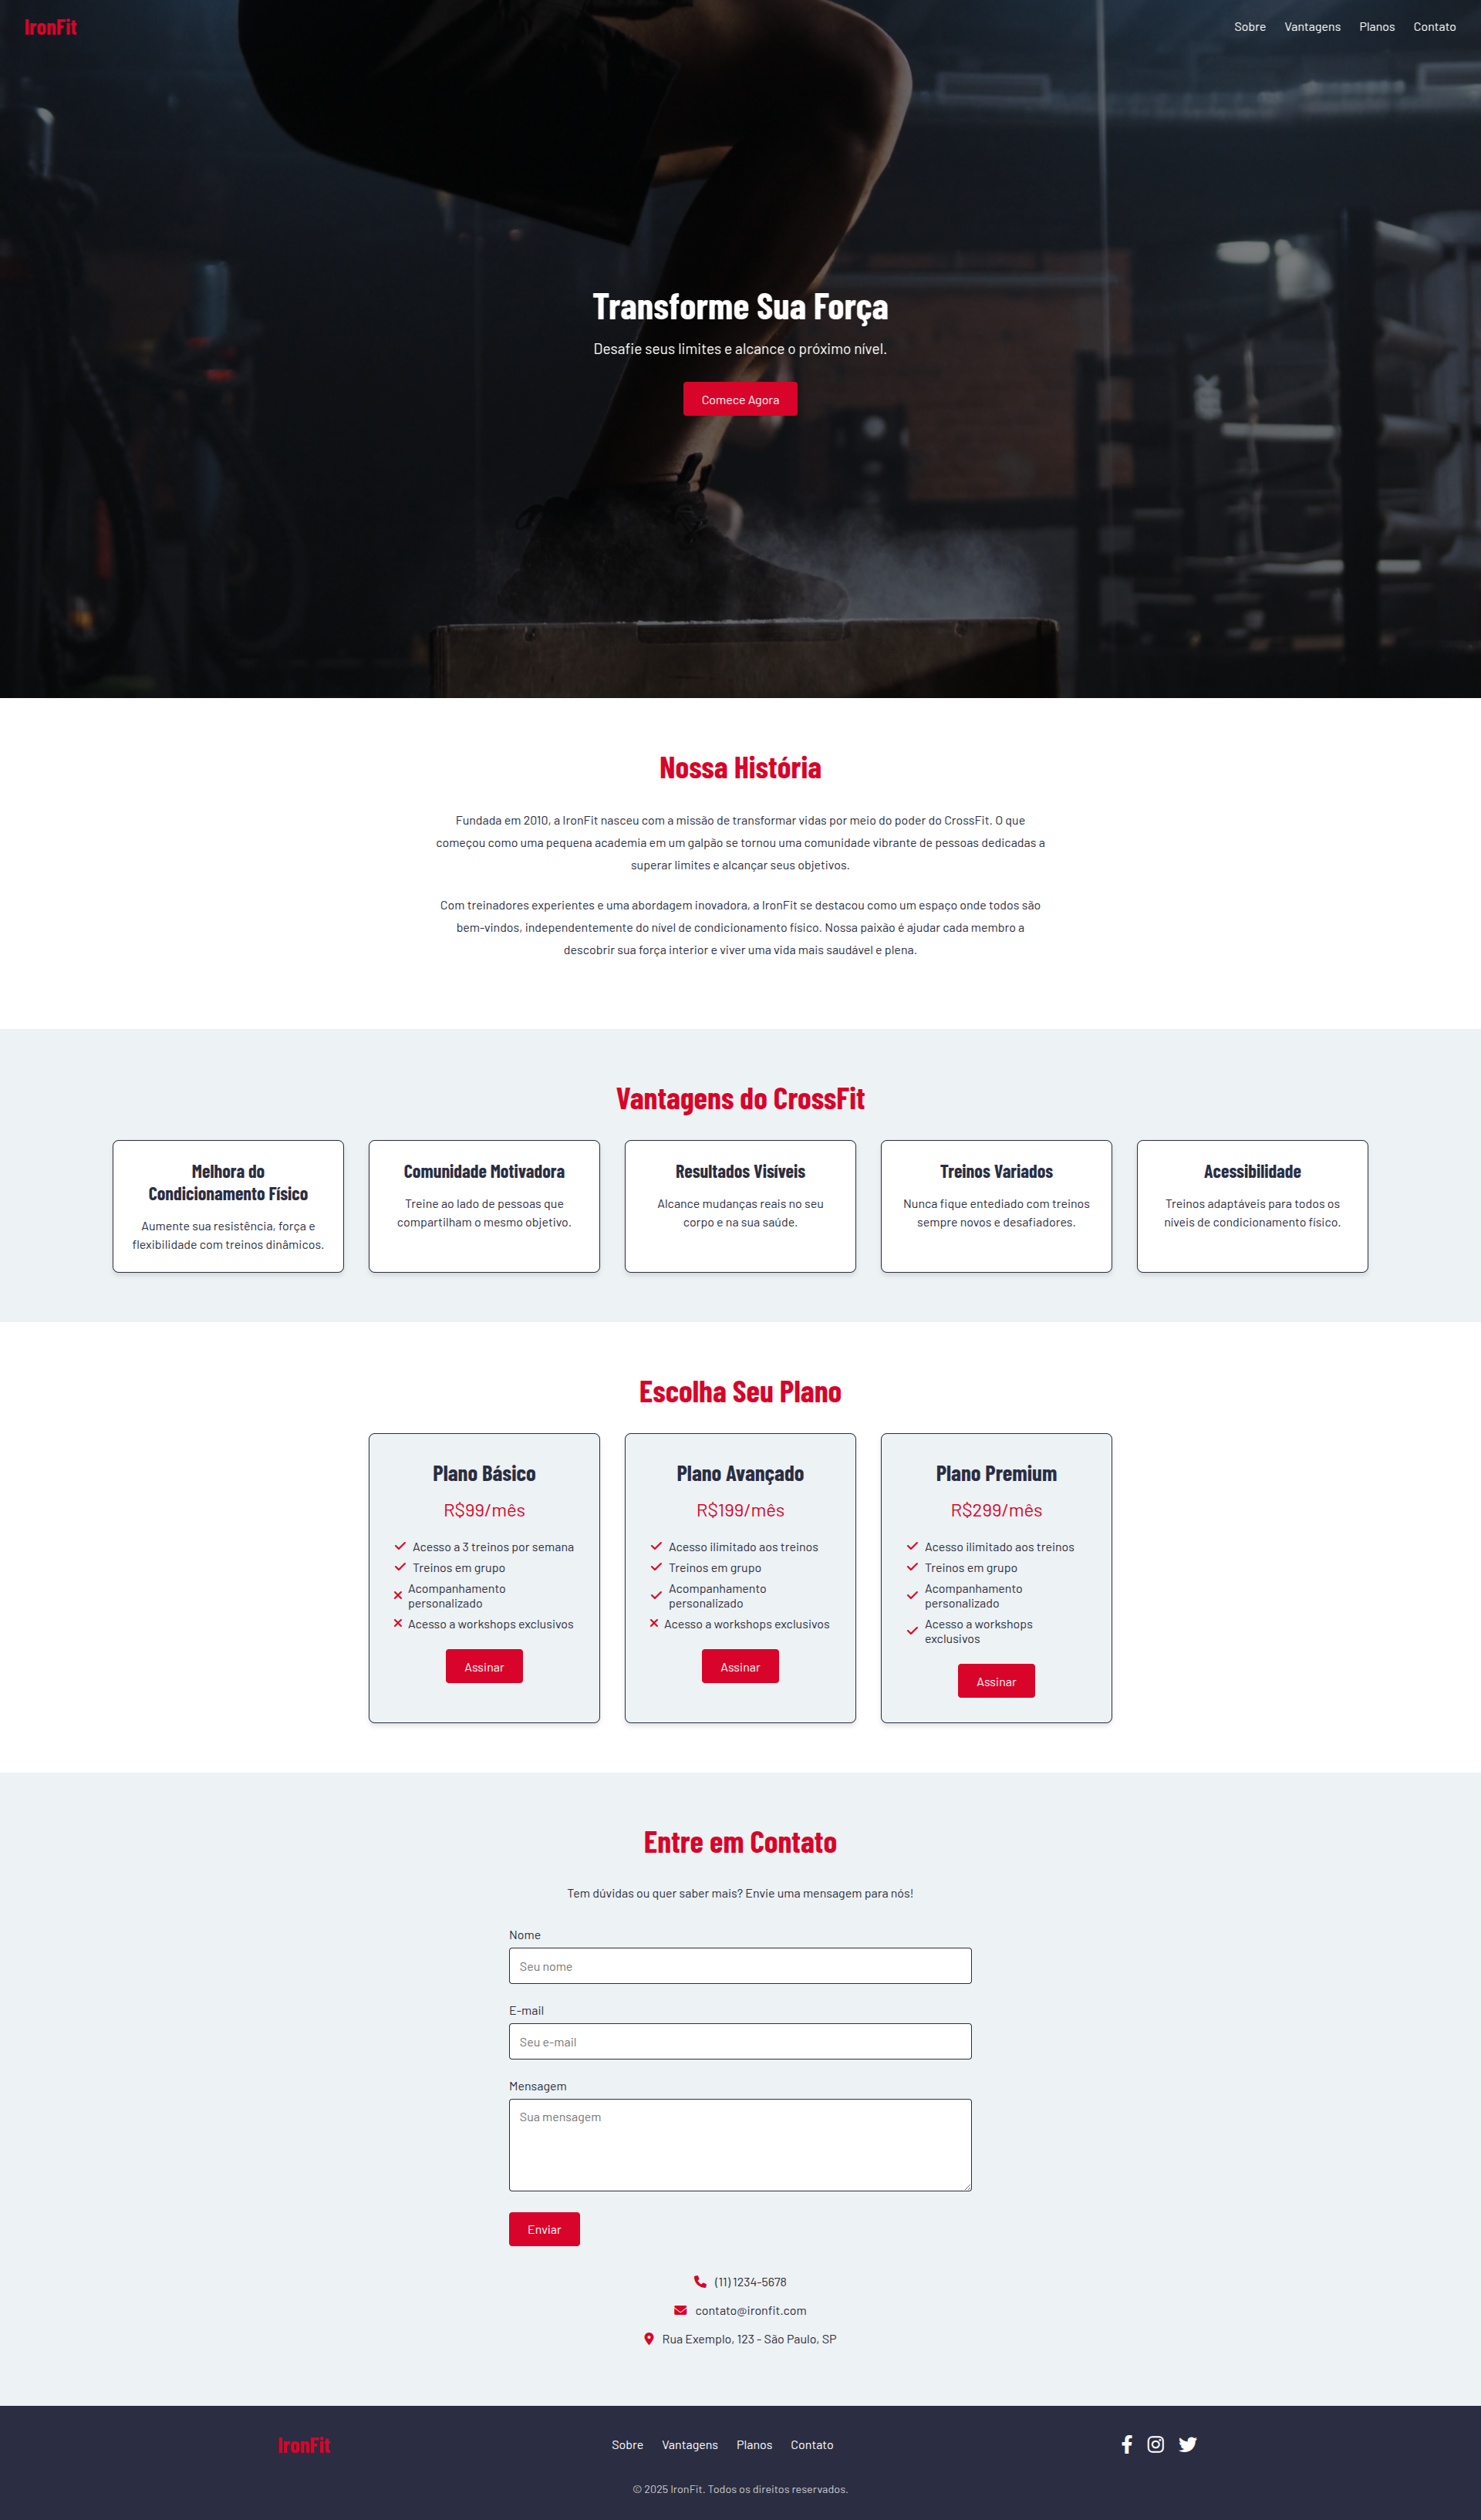 IronFit
Sobre Vantagens Planos Contato
Transforme Sua Força
Desafie seus limites e alcance o próximo nível.
Comece Agora
Nossa História
Fundada em 2010, a IronFit nasceu com a missão de transformar vidas por meio do poder do CrossFit. O que
começou como uma pequena academia em um galpão se tornou uma comunidade vibrante de pessoas dedicadas a
superar limites e alcançar seus objetivos.
Com treinadores experientes e uma abordagem inovadora, a IronFit se destacou como um espaço onde todos são
bem-vindos, independentemente do nível de condicionamento físico. Nossa paixão é ajudar cada membro a
descobrir sua força interior e viver uma vida mais saudável e plena.
Vantagens do CrossFit
Melhora do
Condicionamento Físico
Aumente sua resistência, força e
flexibilidade com treinos dinâmicos.
Comunidade Motivadora
Treine ao lado de pessoas que
compartilham o mesmo objetivo.
Resultados Visíveis
Alcance mudanças reais no seu
corpo e na sua saúde.
Treinos Variados
Nunca fique entediado com treinos
sempre novos e desafiadores.
Acessibilidade
Treinos adaptáveis para todos os
níveis de condicionamento físico.
Escolha Seu Plano
Plano Básico
R$99/mês
Acesso a 3 treinos por semana
Treinos em grupo
Acompanhamento
personalizado
Acesso a workshops exclusivos
Assinar
Plano Avançado
R$199/mês
Acesso ilimitado aos treinos
Treinos em grupo
Acompanhamento
personalizado
Acesso a workshops exclusivos
Assinar
Plano Premium
R$299/mês
Acesso ilimitado aos treinos
Treinos em grupo
Acompanhamento
personalizado
Acesso a workshops
exclusivos
Assinar
Entre em Contato
Tem dúvidas ou quer saber mais? Envie uma mensagem para nós!
Nome
Seu nome
E-mail
Seu e-mail
Mensagem
Sua mensagem
Enviar
(11) 1234-5678
contato@ironfit.com
Rua Exemplo, 123 - São Paulo, SP
IronFit
Sobre Vantagens Planos Contato
© 2025 IronFit. Todos os direitos reservados.